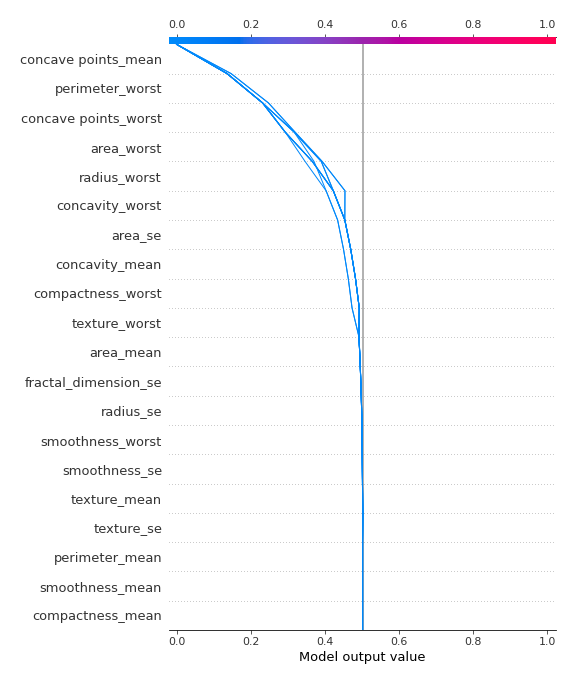 0.0 0.2 0.4 0.6 0.8 1.0
concave points_mean
perimeter_worst
concave points_worst
area_worst
radius_worst
concavity_worst
area_se
concavity_mean
compactness_worst
texture_worst
area_mean
fractal_dimension_se
radius_se
smoothness_worst
smoothness_se
texture_mean
texture_se
perimeter_mean
smoothness_mean
compactness_mean
0.0 0.2 0.4 0.6 0.8 1.0
Model output value